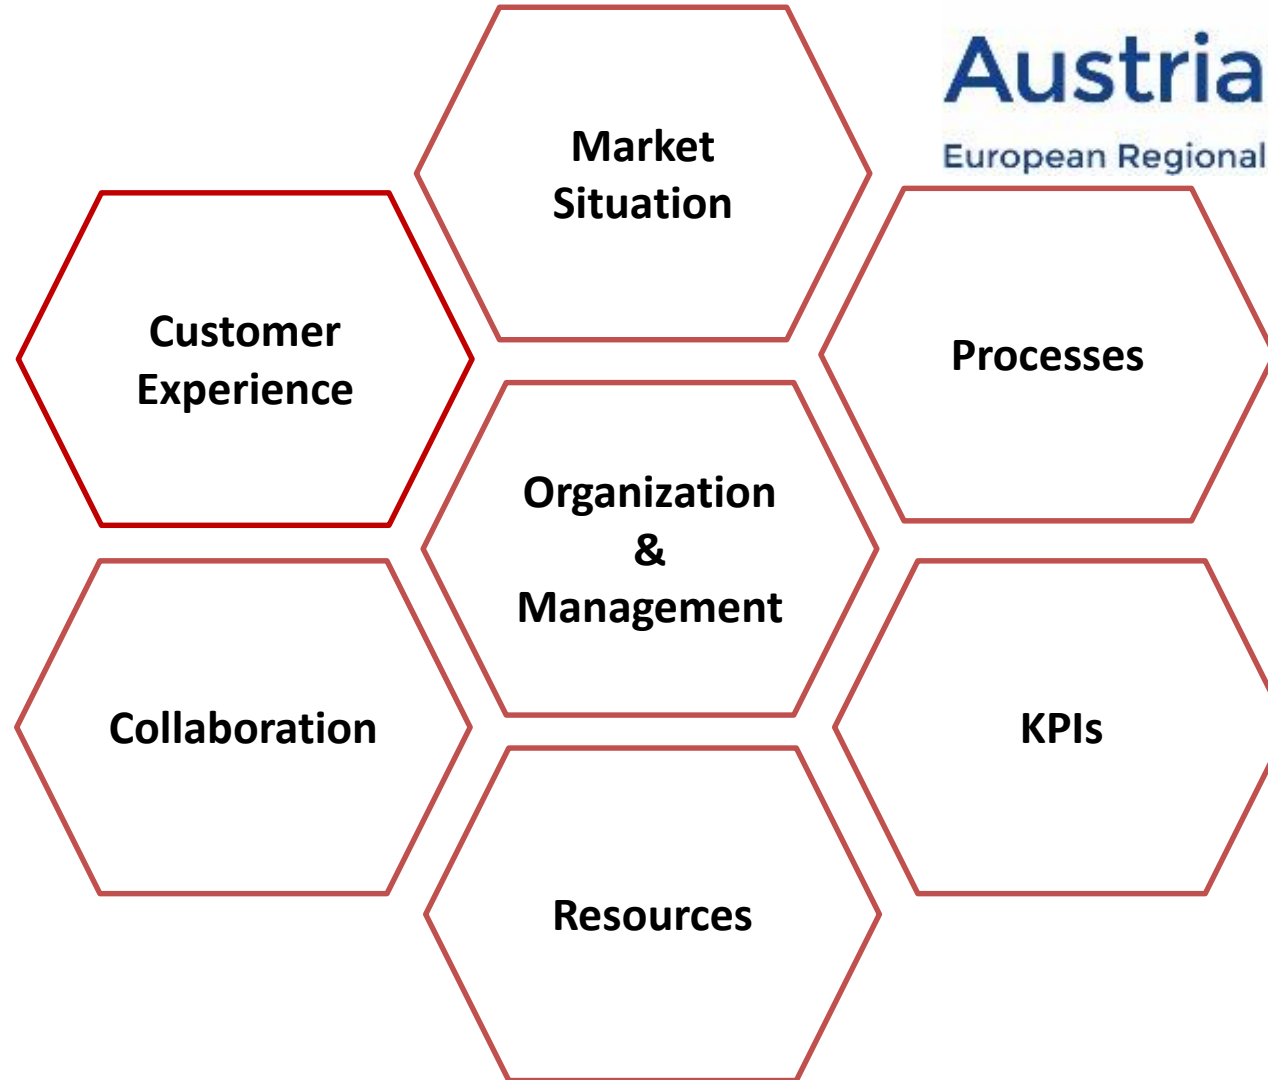 Austria
European Regional
Market
Situation
Customer
Experience
Processes
Organization
&
Management
Collaboration
KPIs
Resources